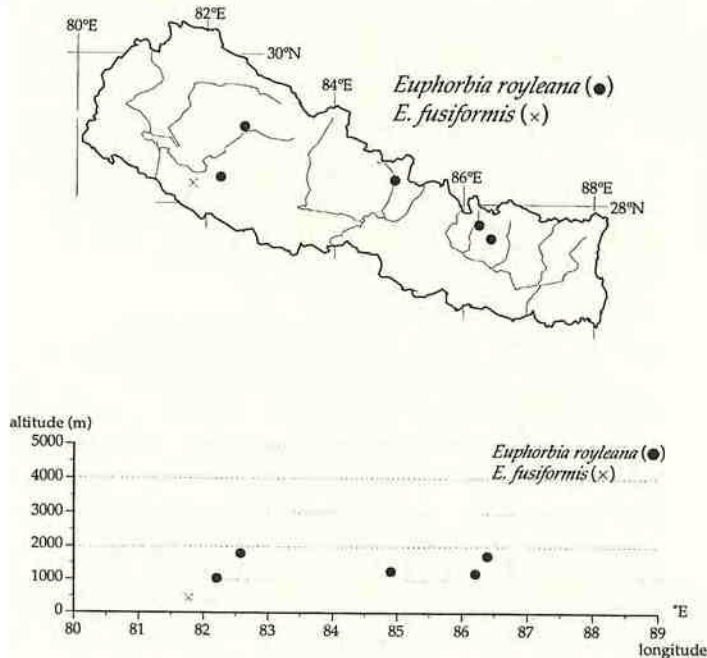 80°E
82°E
30°N
84°E
Euphorbia royleana (●)
E. fusiformis (×)
86°E
88°E
28°N
altitude (m)
5000
4000
3000
2000
1000
0
Euphorbia royleana (●)
E. fusiformis (×)
80 81 82 83 84 85 86 87 88 89
°E
longitude